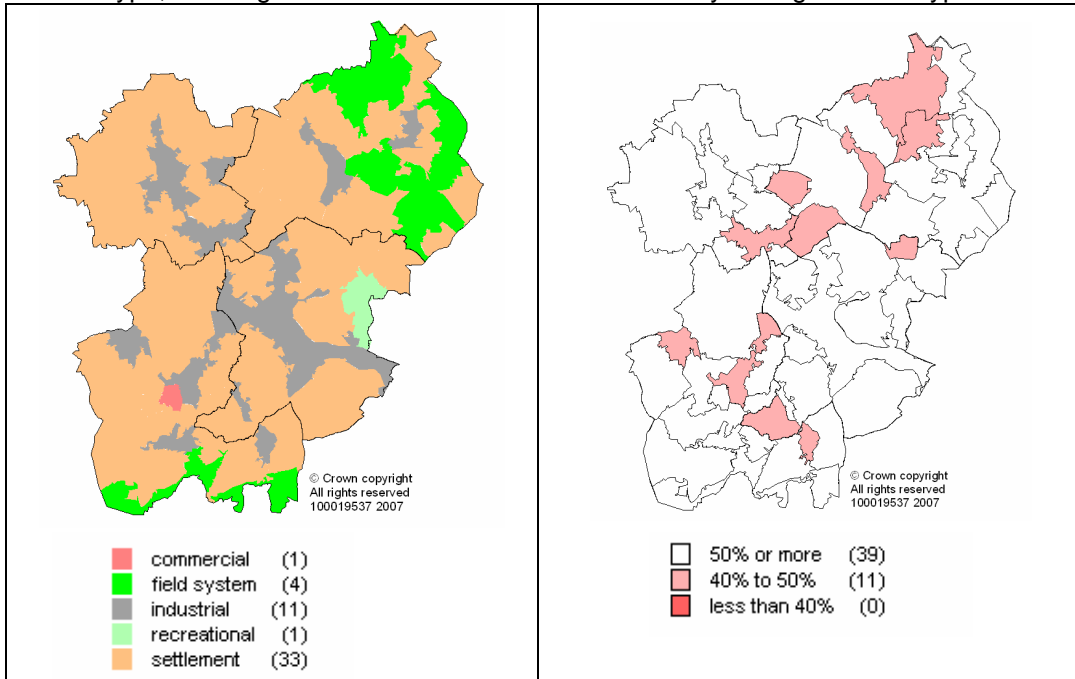 © Crown copyright
All rights reserved
100019537 2007
commercial (1)
field system (4)
industrial (11)
recreational (1)
settlement (33)
© Crown copyright
All rights reserved
100019537 2007
50% or more (39)
40% to 50% (11)
less than 40% (0)